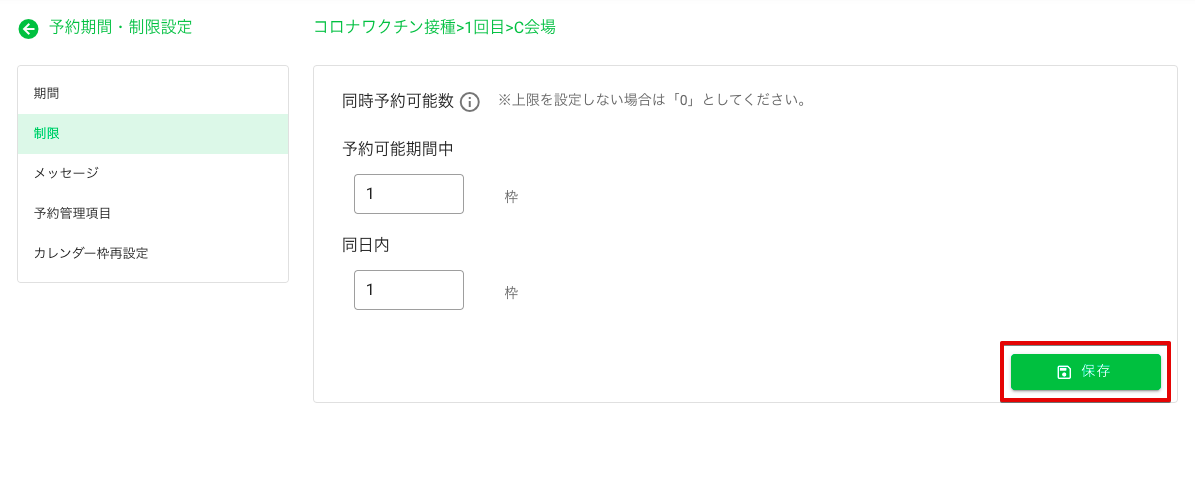 予約期間・制限設定
コロナワクチン接種>1回目>C会場
期間
制限
メッセージ
予約管理項目
カレンダー枠再設定
同時予約可能数 ※上限を設定しない場合は「0」としてください。
予約可能期間中
1 枠
同日内
1 枠
保存